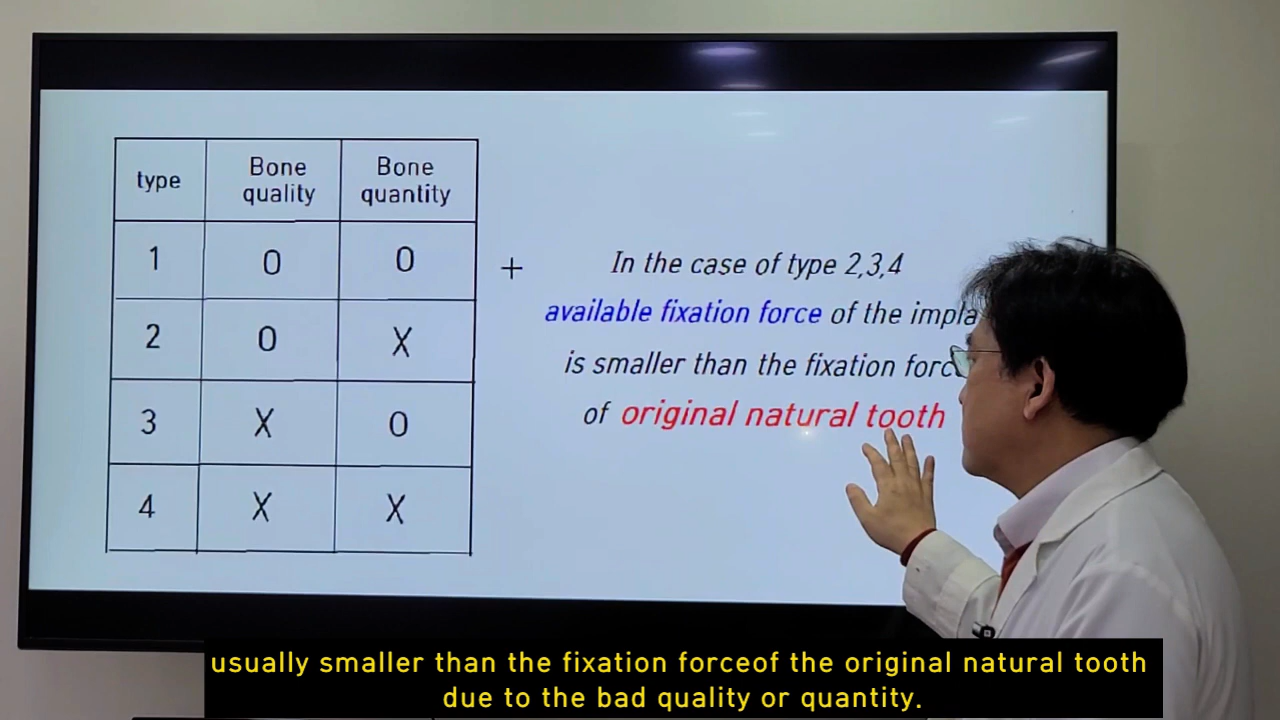 type Bone quality Bone quantity
1 O O
2 O X
3 X O
4 X X
+
In the case of type 2,3,4
available fixation force of the
is smaller than the fixation
of original natural tooth
usually smaller than the fixation forceof the original natural tooth
due to the bad quality or quantity.